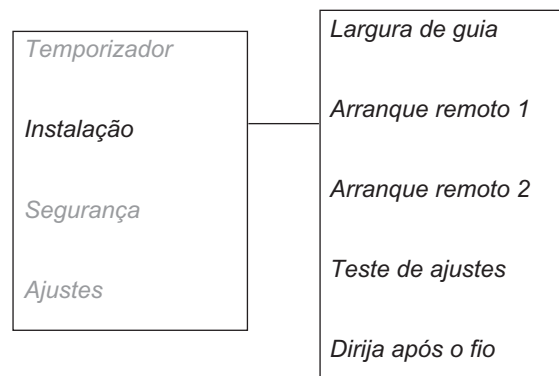 Temporizador
Instalação
Segurança
Ajustes
Largura de guia
Arranque remoto 1
Arranque remoto 2
Teste de ajustes
Dirija após o fio